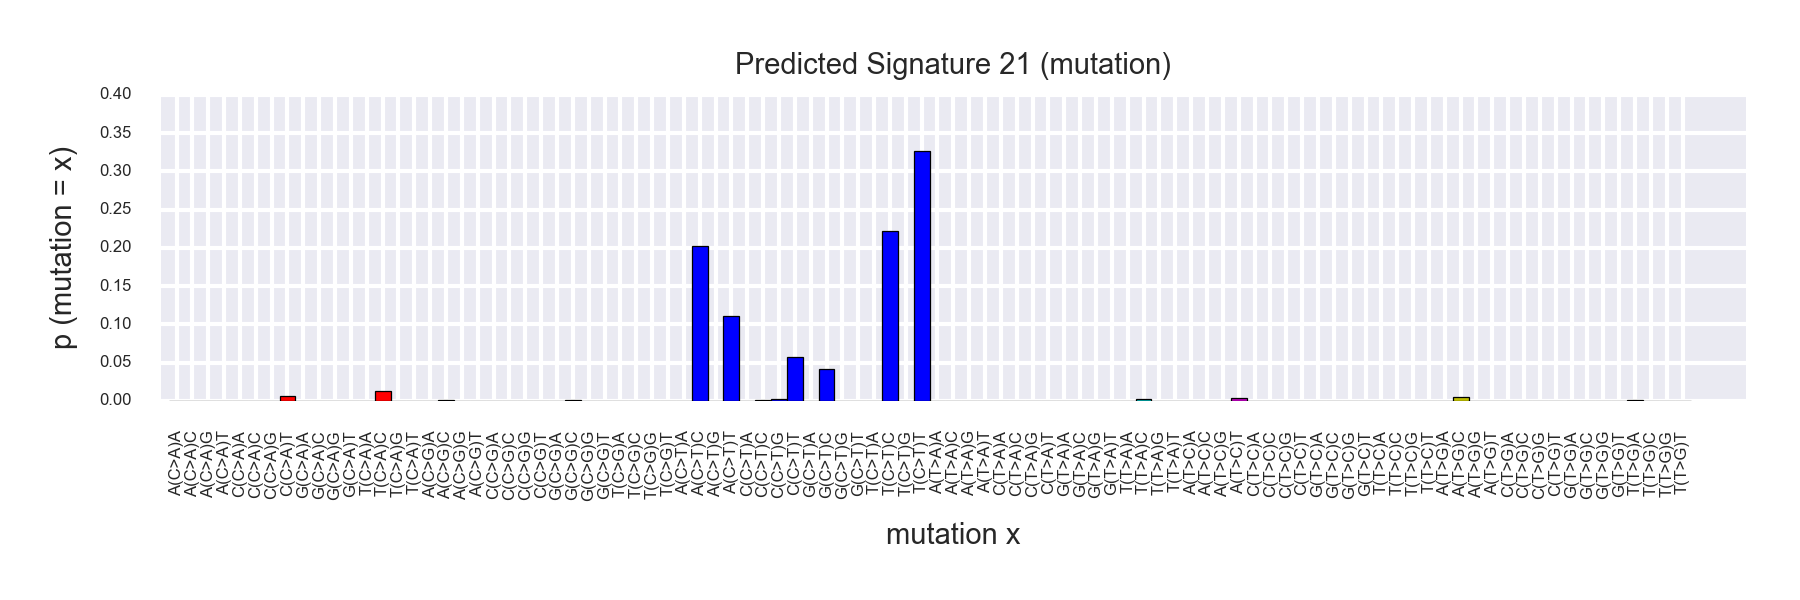 Predicted Signature 21 (mutation)
0.40
0.35
0.30
0.25
0.20
0.15
0.10
0.05
0.00
p (mutation = x)
A(C>A)A
A(C>A)C
A(C>A)G
A(C>A)T
C(C>A)A
C(C>A)C
C(C>A)G
C(C>A)T
G(C>A)A
G(C>A)C
G(C>A)G
G(C>A)T
T(C>A)A
T(C>A)C
T(C>A)G
T(C>A)T
A(C>G)A
A(C>G)C
A(C>G)G
A(C>G)T
C(C>G)A
C(C>G)C
C(C>G)G
C(C>G)T
G(C>G)A
G(C>G)C
G(C>G)G
G(C>G)T
T(C>G)A
T(C>G)C
T(C>G)G
T(C>G)T
A(C>T)A
A(C>T)C
A(C>T)G
A(C>T)T
C(C>T)A
C(C>T)C
C(C>T)G
C(C>T)T
G(C>T)A
G(C>T)C
G(C>T)G
G(C>T)T
T(C>T)A
T(C>T)C
T(C>T)G
T(C>T)T
A(T>A)A
A(T>A)C
A(T>A)G
A(T>A)T
C(T>A)A
C(T>A)C
C(T>A)G
C(T>A)T
G(T>A)A
G(T>A)C
G(T>A)G
G(T>A)T
T(T>A)A
T(T>A)C
T(T>A)G
T(T>A)T
A(T>C)A
A(T>C)C
A(T>C)G
A(T>C)T
C(T>C)A
C(T>C)C
C(T>C)G
C(T>C)T
G(T>C)A
G(T>C)C
G(T>C)G
G(T>C)T
T(T>C)A
T(T>C)C
T(T>C)G
T(T>C)T
A(T>G)A
A(T>G)C
A(T>G)G
A(T>G)T
C(T>G)A
C(T>G)C
C(T>G)G
C(T>G)T
G(T>G)A
G(T>G)C
G(T>G)G
G(T>G)T
T(T>G)A
T(T>G)C
T(T>G)G
T(T>G)T
mutation x